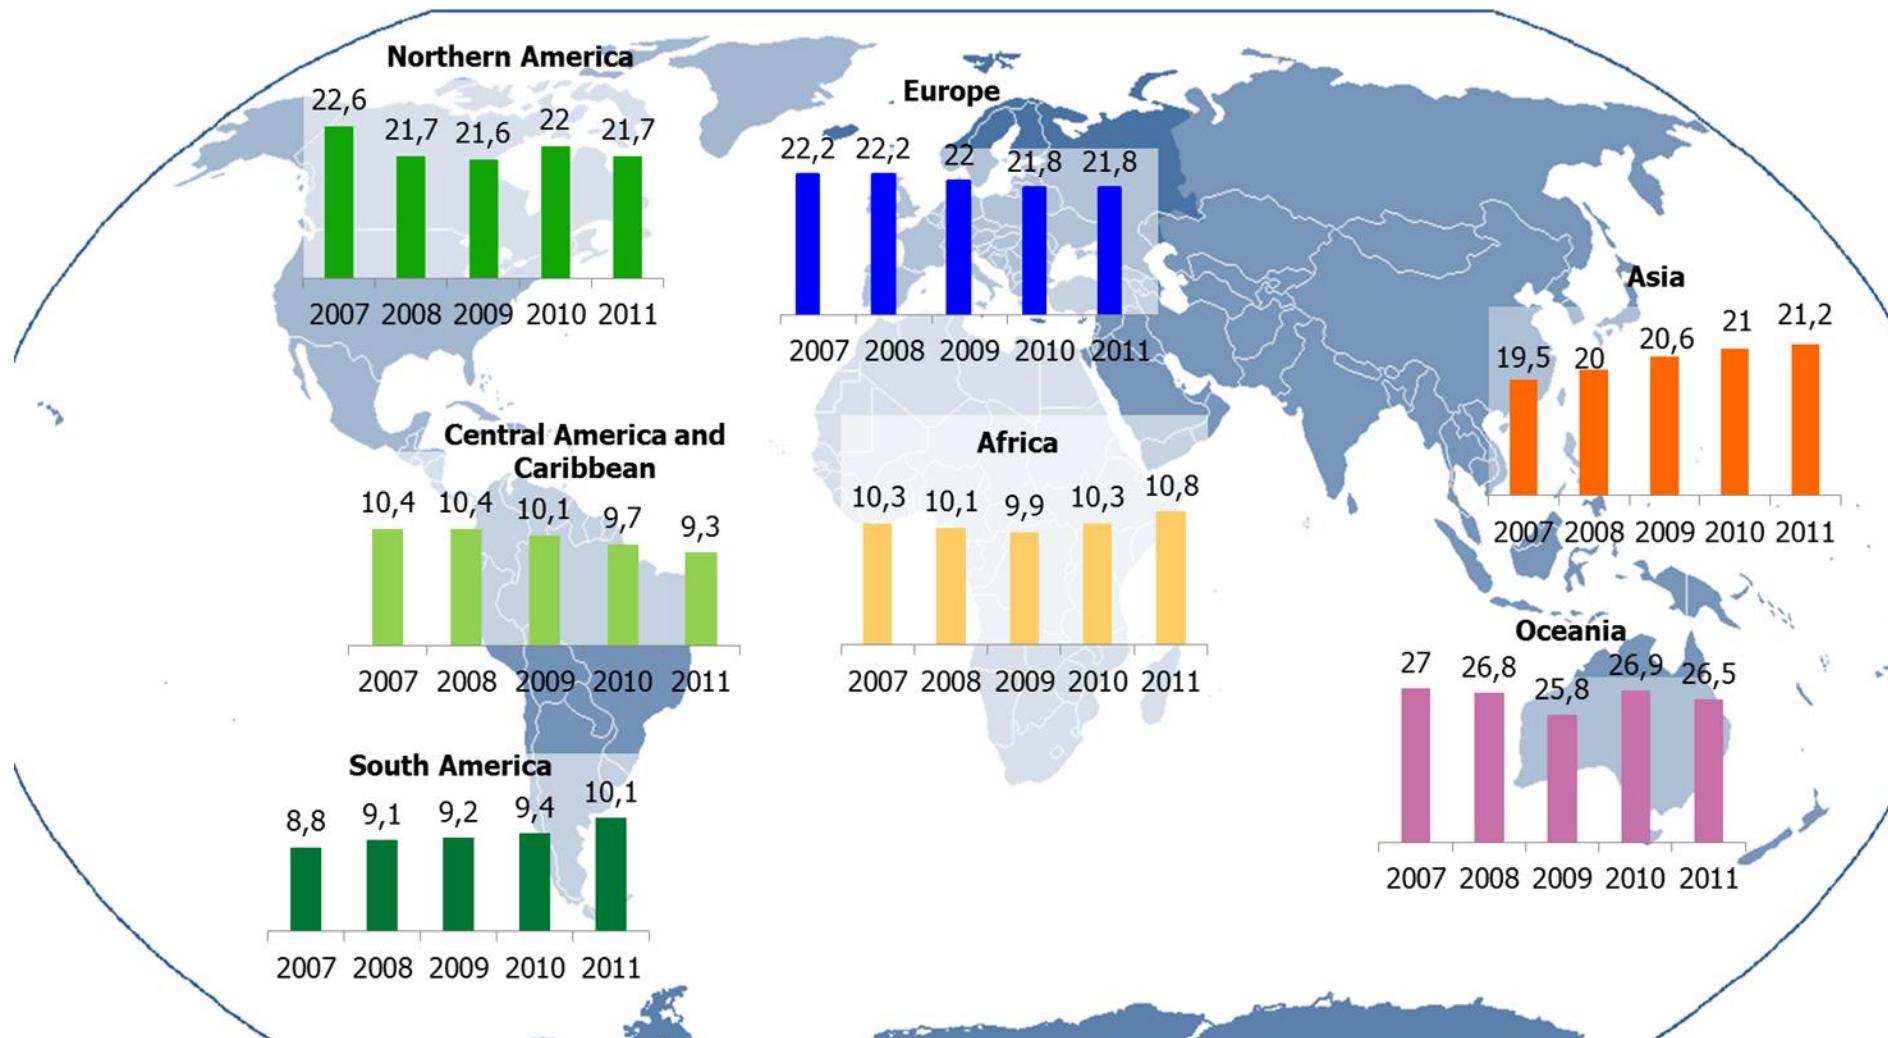 Northern America
22,6
21,7
21,6
22
21,7
2007 2008 2009 2010 2011
Europe
22,2 22,2 22 21,8 21,8
2007 2008 2009 2010 2011
Asia
19,5 20 20,6 21 21,2
2007 2008 2009 2010 2011
Central America and
Caribbean
10,4 10,4 10,1 9,7 9,3
2007 2008 2009 2010 2011
Africa
10,3 10,1 9,9 10,3 10,8
2007 2008 2009 2010 2011
Oceania
27 26,8 25,8 26,9 26,5
2007 2008 2009 2010 2011
South America
8,8 9,1 9,2 9,4 10,1
2007 2008 2009 2010 2011